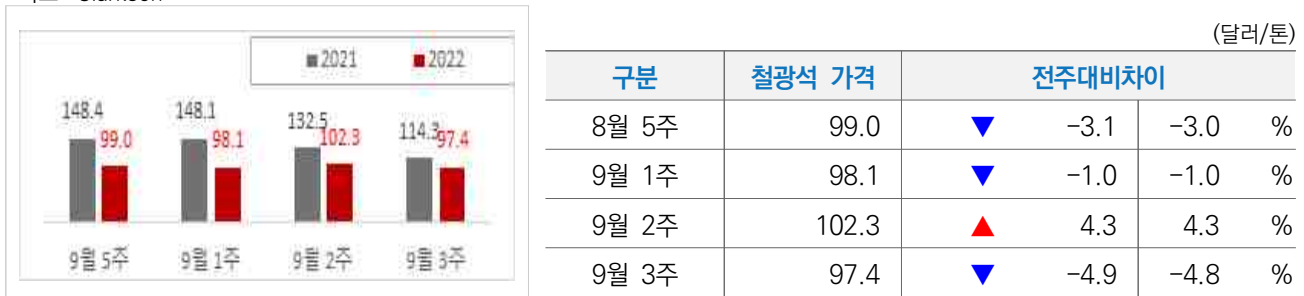 ■2021 ■2022
148.4 99.0 148.1 98.1 132.5 102.3 114.3 97.4
9월 5주 9월 1주 9월 2주 9월 3주
(달러/톤)
구분 철광석 가격 전주대비차이
8월 5주 99.0 ▼ -3.1 -3.0 %
9월 1주 98.1 ▼ -1.0 -1.0 %
9월 2주 102.3 ▲ 4.3 4.3 %
9월 3주 97.4 ▼ -4.9 -4.8 %